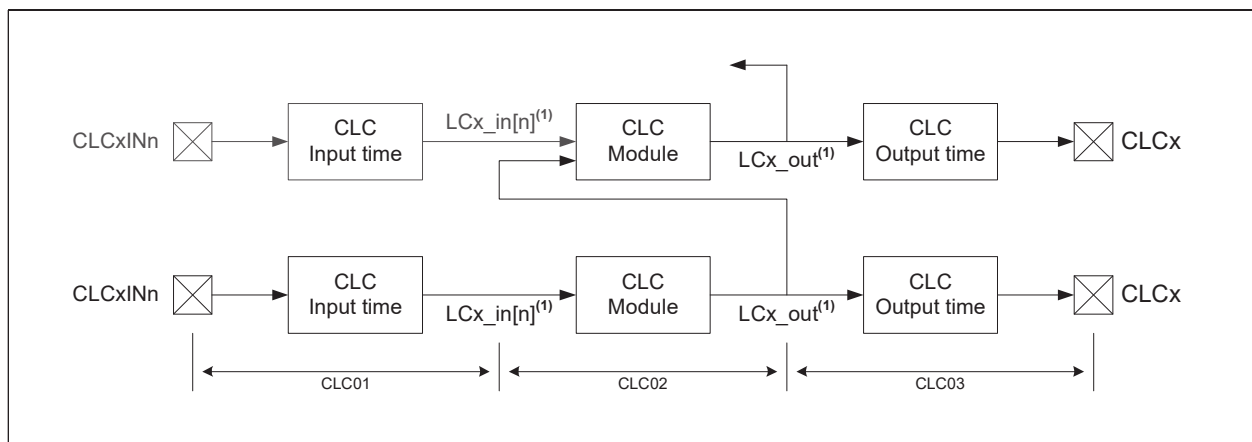 CLCxINn
CLC
Input time
LCx_in[n](1)
CLC
Module
LCx_out(1)
CLC
Output time
CLCx
CLCxINn
CLC
Input time
LCx_in[n](1)
CLC
Module
LCx_out(1)
CLC
Output time
CLCx
CLC01
CLC02
CLC03